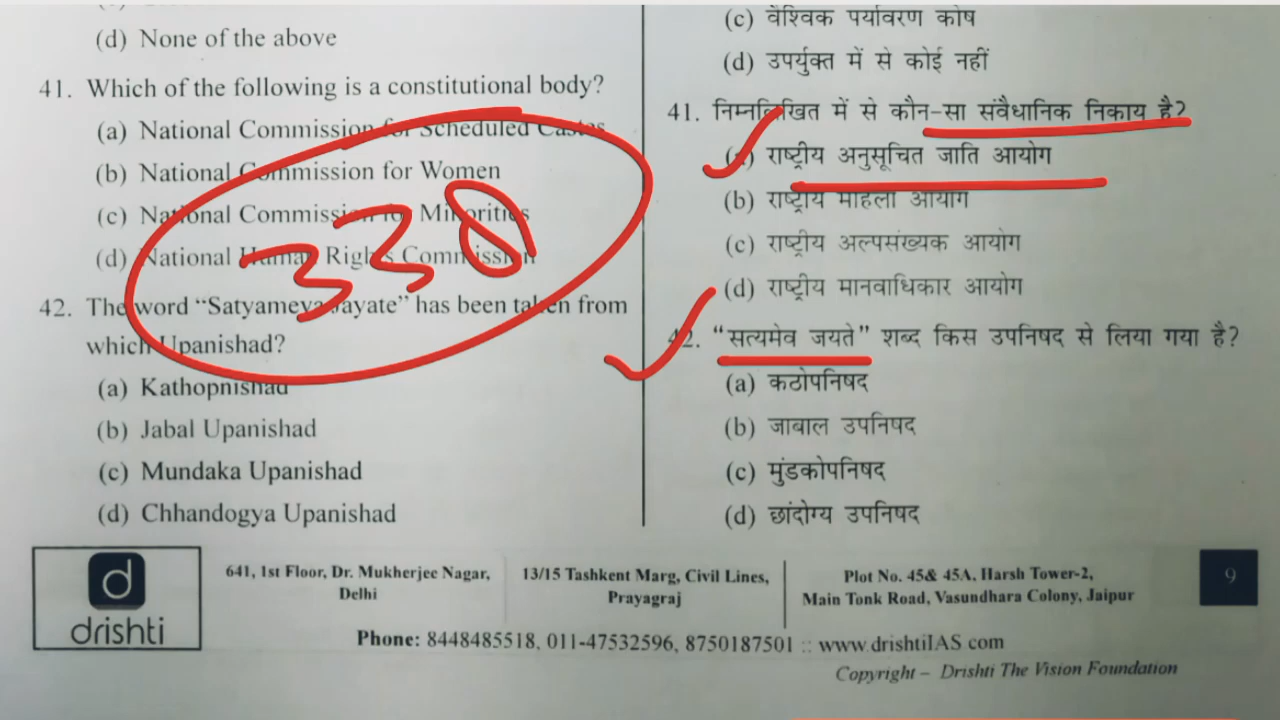 (d) None of the above
41. Which of the following is a constitutional body?
(a) National Commission for Scheduled Castes
(b) National Commission for Women
(c) National Commission for Minorities
(d) National Human Rights Commission
42. The word “Satyameva Jayate” has been taken from
which Upanishad?
(a) Kathopnishad
(b) Jabal Upanishad
(c) Mundaka Upanishad
(d) Chhandogya Upanishad
338
(c) वैश्विक पर्यावरण कोष
(d) उपर्युक्त में से कोई नहीं
41. निम्नलिखित में से कौन-सा संवैधानिक निकाय है?
(a) राष्ट्रीय अनुसूचित जाति आयोग
(b) राष्ट्रीय महिला आयोग
(c) राष्ट्रीय अल्पसंख्यक आयोग
(d) राष्ट्रीय मानवाधिकार आयोग
42. “सत्यमेव जयते” शब्द किस उपनिषद से लिया गया है?
(a) कठोपनिषद
(b) जाबाल उपनिषद
(c) मुंडकोपनिषद
(d) छांदोग्य उपनिषद
d
drishti
641, 1st Floor, Dr. Mukherjee Nagar,
Delhi
13/15 Tashkent Marg, Civil Lines,
Prayagraj
Plot No. 45& 45A, Harsh Tower-2,
Main Tonk Road, Vasundhara Colony, Jaipur
9
Phone: 8448485518, 011-47532596, 8750187501 :: www.drishtiIAS.com
Copyright – Drishti The Vision Foundation